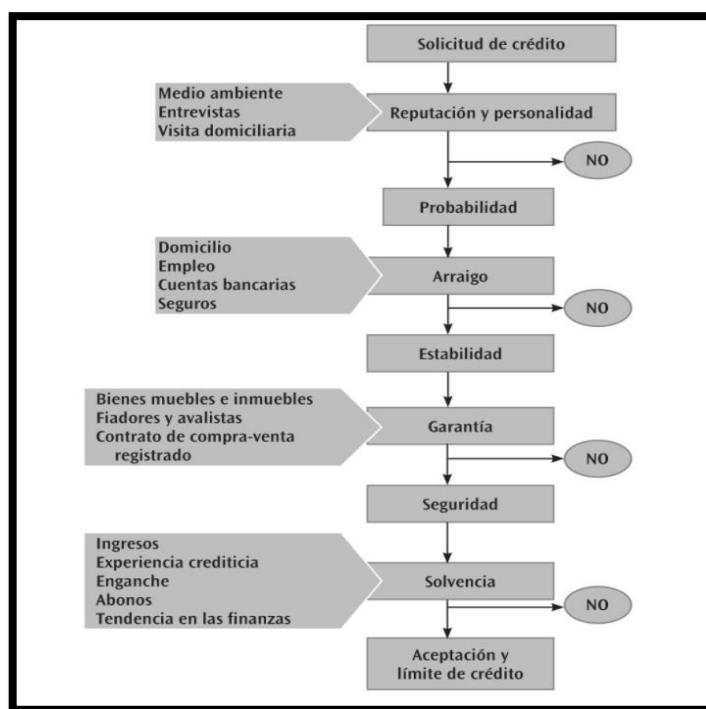 Solicitud de crédito
Medio ambiente
Entrevistas
Visita domiciliaria
Reputación y personalidad
NO
Probabilidad
Domicilio
Empleo
Cuentas bancarias
Seguros
Arraigo
NO
Estabilidad
Bienes muebles e inmuebles
Fiadores y avalistas
Contrato de compra-venta
registrado
Garantía
NO
Seguridad
Ingresos
Experiencia crediticia
Enganche
Abonos
Tendencia en las finanzas
Solvencia
NO
Aceptación y
límite de crédito